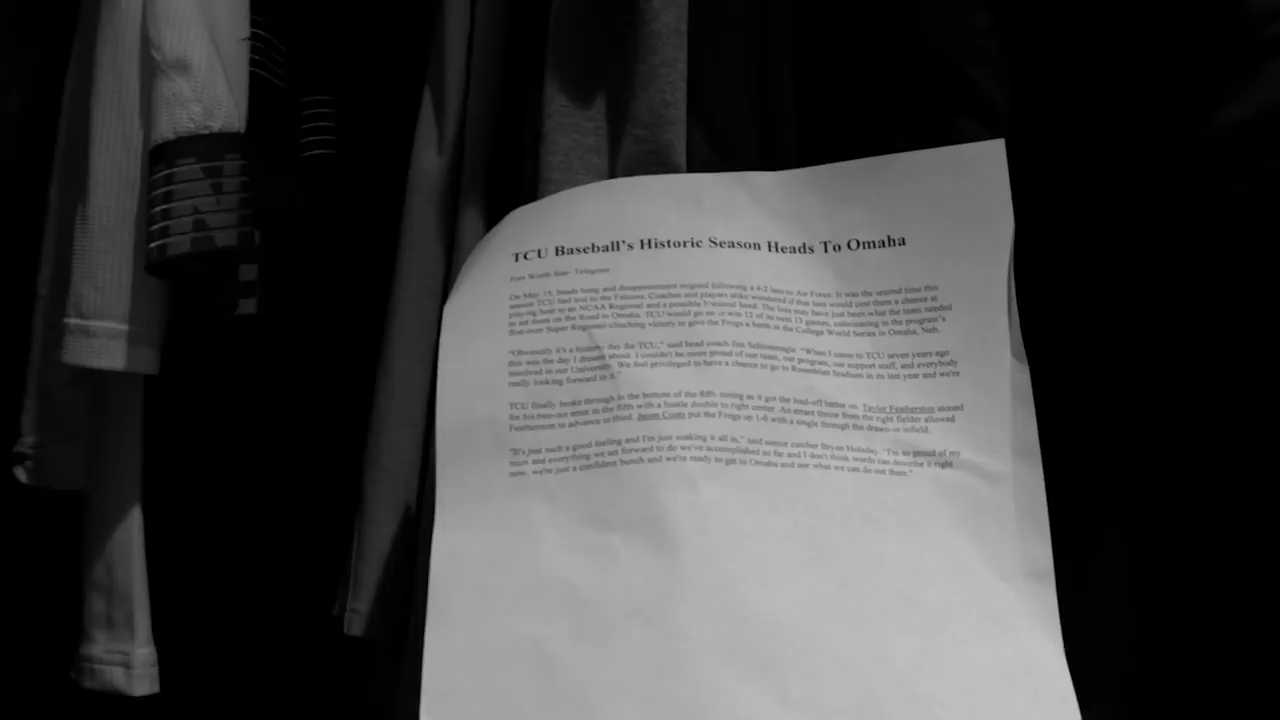 TCU Baseball's Historic Season Heads To Omaha
Fort Worth Star- Telegram
On May 15, heads hung and disappointment reigned following a 4-2 loss to Air Force. It was the second time this
season TCU had lost to the Falcons. Coaches and players alike wondered if that loss would cost them a chance at
playing host to an NCAA Regional and a possible National Seed. The loss may have just been what the team needed
to set them on the Road to Omaha. TCU would go on to win 12 of its next 13 games, culminating in the program's
first-ever Super Regional-clinching victory to give the Frogs a berth in the College World Series in Omaha, Neb.
"Obviously it's a historic day for TCU," said head coach Jim Schlossnagle. "When I came to TCU seven years ago
this was the day I dreamt about. I couldn't be more proud of our team, our program, our support staff, and everybody
involved in our University. We feel privileged to have a chance to go to Rosenblatt Stadium in its last year and we're
really looking forward to it."
TCU finally broke through in the bottom of the fifth inning as it got the lead-off batter on. Taylor Featherston atoned
for his two-out error in the fifth with a hustle double to right center. An errant throw from the right fielder allowed
Featherston to advance to third. Jason Coats put the Frogs up 1-0 with a single through the drawn-in infield.
"It's just such a good feeling and I'm just soaking it all in," said senior catcher Bryan Holaday. "I'm so proud of my
team and everything we set forward to do we've accomplished so far and I don't think words can describe it right
now, we're just a confident bunch and we're ready to get to Omaha and see what we can do out there."